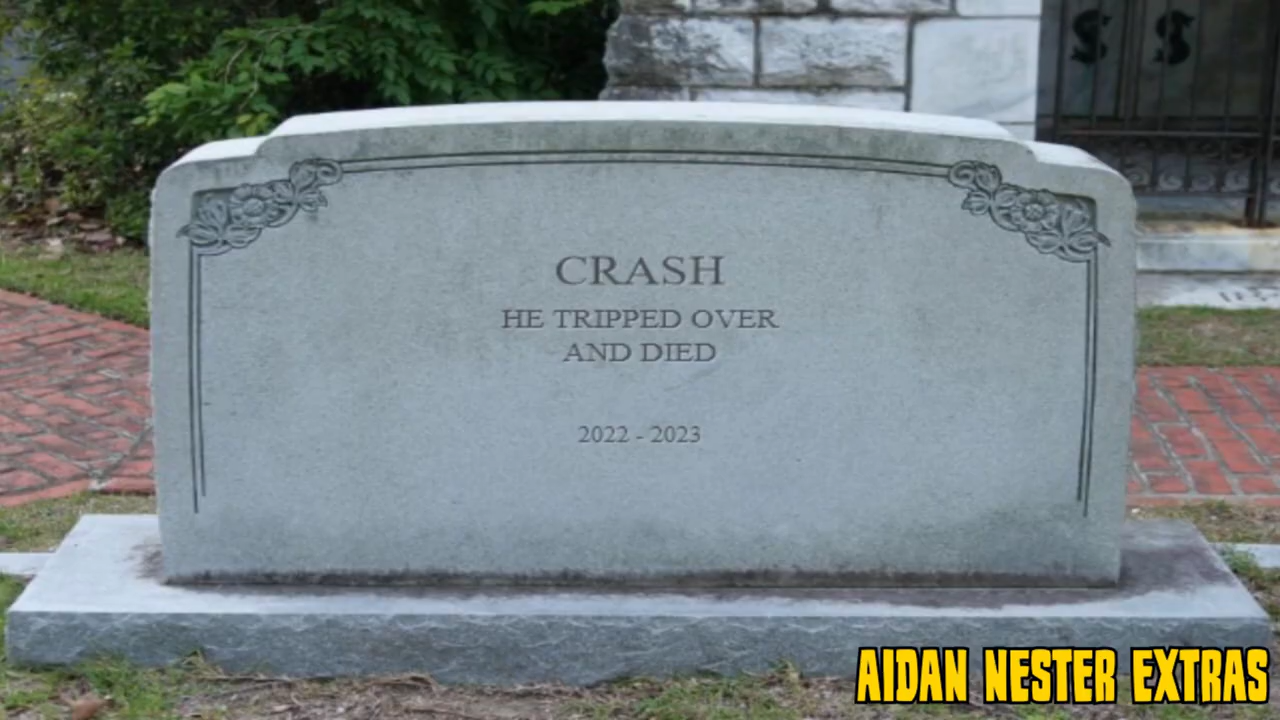 S S
CRASH
HE TRIPPED OVER
AND DIED
2022 - 2023
AIDAN NESTER EXTRAS